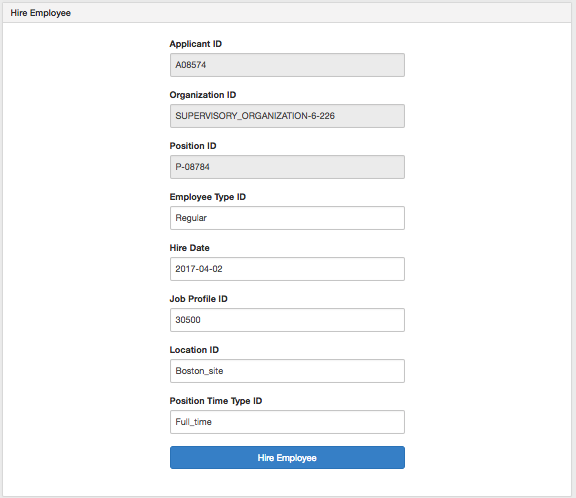 Hire Employee
Applicant ID
A08574
Organization ID
SUPERVISORY_ORGANIZATION-6-226
Position ID
P-08784
Employee Type ID
Regular
Hire Date
2017-04-02
Job Profile ID
30500
Location ID
Boston_site
Position Time Type ID
Full_time
Hire Employee